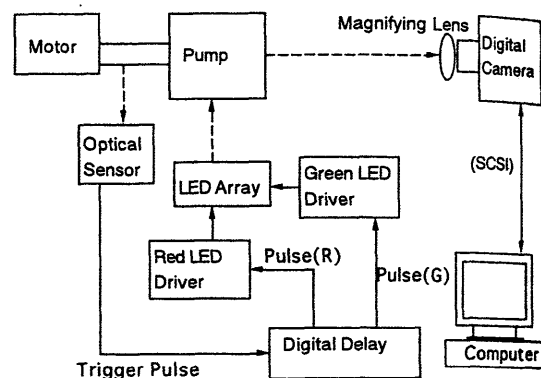 Magnifying Lens
Motor
Pump
Digital
Camera
Optical
Sensor
(SCSI)
LED Array
Green LED
Driver
Red LED
Driver
Pulse(R)
Pulse(G)
Digital Delay
Trigger Pulse
Computer